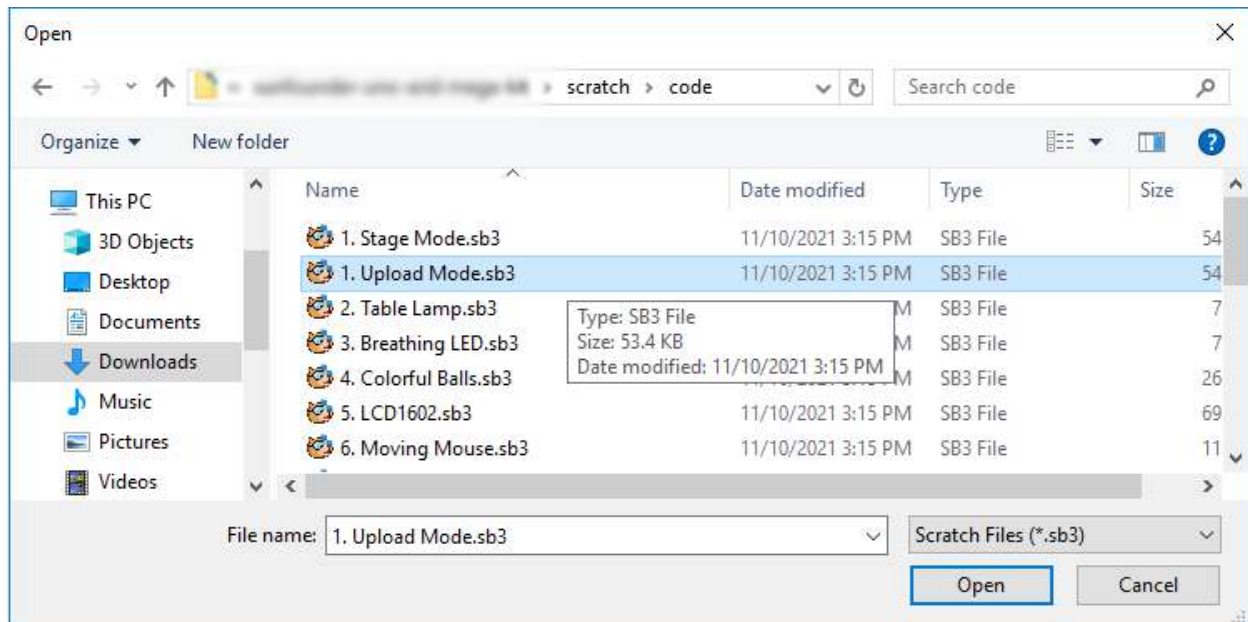 Open
scratch > code
Search code
Organize
New folder
?
Name
Date modified
Type
Size
This PC
3D Objects
Desktop
Documents
Downloads
Music
Pictures
Videos
1. Stage Mode.sb3 11/10/2021 3:15 PM SB3 File 54
1. Upload Mode.sb3 11/10/2021 3:15 PM SB3 File 54
2. Table Lamp.sb3 M SB3 File 7
3. Breathing LED.sb3 M SB3 File 7
4. Colorful Balls.sb3 M SB3 File 26
5. LCD1602.sb3 11/10/2021 3:15 PM SB3 File 69
6. Moving Mouse.sb3 11/10/2021 3:15 PM SB3 File 11
Type: SB3 File
Size: 53.4 KB
Date modified: 11/10/2021 3:15 PM
File name: 1. Upload Mode.sb3
Scratch Files (*.sb3)
Open
Cancel